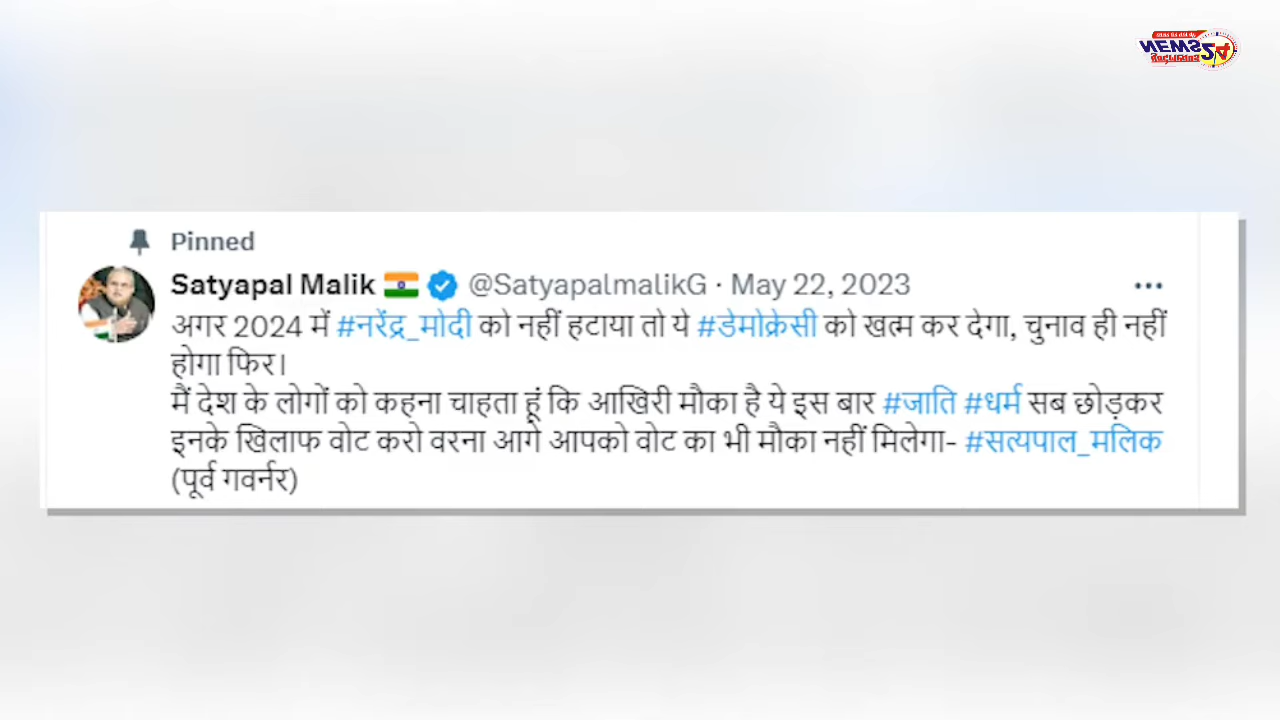 NEWS24
Pinned
Satyapal Malik @SatyapalmalikG · May 22, 2023
अगर 2024 में #नरेंद्र_मोदी को नहीं हटाया तो ये #डेमोक्रेसी को खत्म कर देगा, चुनाव ही नहीं
होगा फिर।
मैं देश के लोगों को कहना चाहता हूं कि आखिरी मौका है ये इस बार #जाति #धर्म सब छोड़कर
इनके खिलाफ वोट करो वरना आगे आपको वोट का भी मौका नहीं मिलेगा- #सत्यपाल_मलिक
(पूर्व गवर्नर)